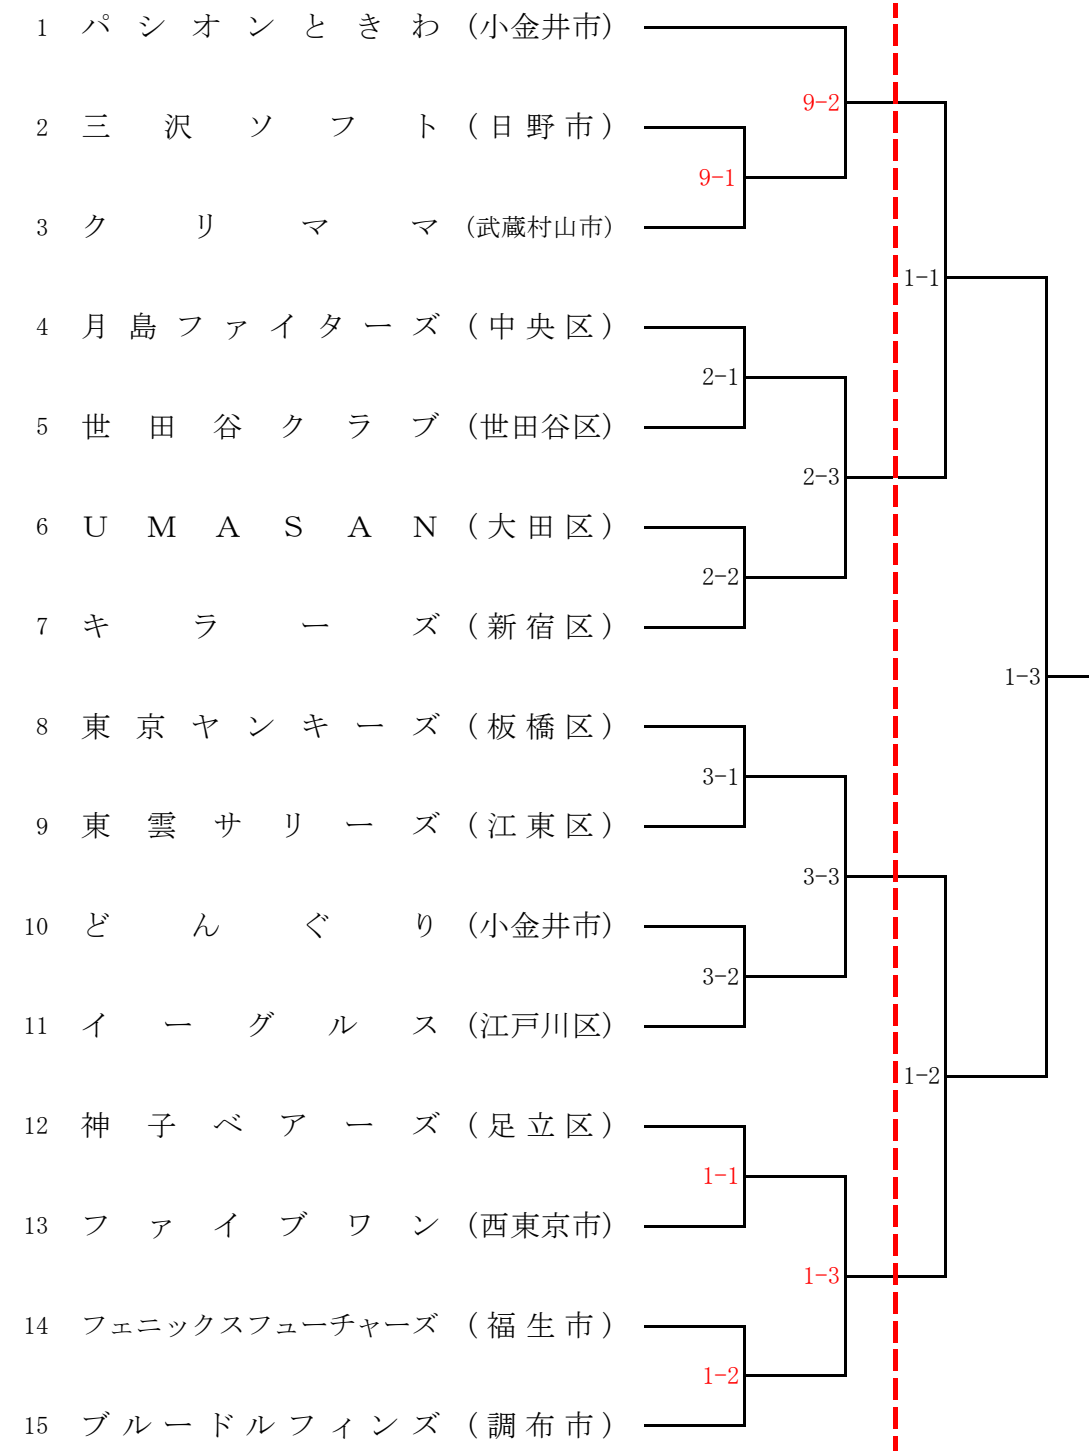 1 パシオンときわ (小金井市)
9-2
2 三沢ソフト (日野市)
9-1
3 クリママ (武蔵村山市)
1-1
4 月島ファイターズ (中央区)
2-1
5 世田谷クラブ (世田谷区)
2-3
6 UMASAN (大田区)
2-2
7 キラーズ (新宿区)
1-3
8 東京ヤンキーズ (板橋区)
3-1
9 東雲サリーズ (江東区)
3-3
10 どんぐり (小金井市)
3-2
11 イーグルス (江戸川区)
1-2
12 神子ベアーズ (足立区)
1-1
13 ファイブワン (西東京市)
1-3
14 フェニックスフューチャーズ (福生市)
1-2
15 ブルードルフィンズ (調布市)